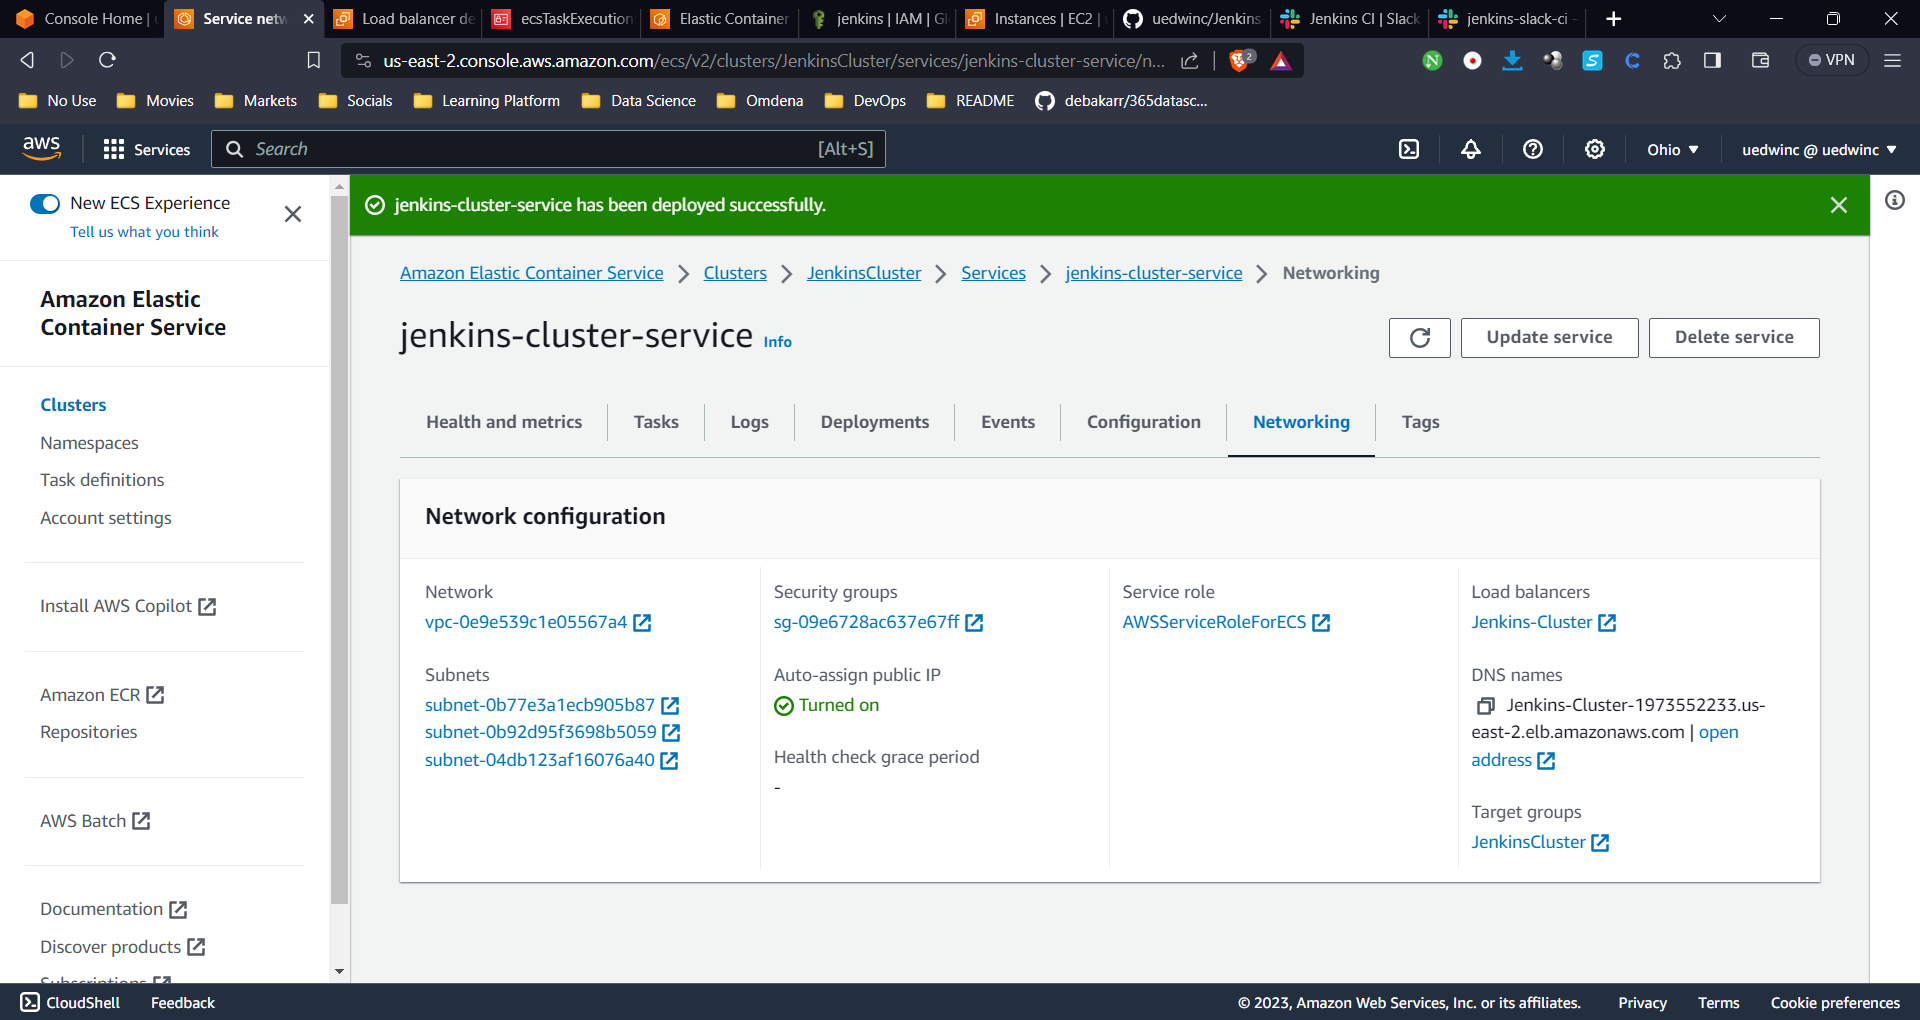 Console Home |
Service netw
Load balancer de
ecsTaskExecution
Elastic Container
jenkins | IAM | Gl
Instances | EC2 |
uedwinc/Jenkins-
Jenkins CI | Slack
jenkins-slack-ci -
us-east-2.console.aws.amazon.com/ecs/v2/clusters/JenkinsCluster/services/jenkins-cluster-service/n...
2
N
S
C
VPN
No Use
Movies
Markets
Socials
Learning Platform
Data Science
Omdena
DevOps
README
debakarr/365datasc...
aws
Services
Search
[Alt+S]
Ohio
uedwinc @ uedwinc
New ECS Experience
Tell us what you think
Amazon Elastic
Container Service
Clusters
Namespaces
Task definitions
Account settings
Install AWS Copilot
Amazon ECR
Repositories
AWS Batch
Documentation
Discover products
Subscriptions
jenkins-cluster-service has been deployed successfully.
Amazon Elastic Container Service
Clusters
JenkinsCluster
Services
jenkins-cluster-service
Networking
jenkins-cluster-service Info
Update service
Delete service
Health and metrics
Tasks
Logs
Deployments
Events
Configuration
Networking
Tags
Network configuration
Network
vpc-0e9e539c1e05567a4
Subnets
subnet-0b77e3a1ecb905b87
subnet-0b92d95f3698b5059
subnet-04db123af16076a40
Security groups
sg-09e6728ac637e67ff
Auto-assign public IP
Turned on
Health check grace period
-
Service role
AWSServiceRoleForECS
Load balancers
Jenkins-Cluster
DNS names
Jenkins-Cluster-1973552233.us-
east-2.elb.amazonaws.com | open
address
Target groups
JenkinsCluster
CloudShell
Feedback
© 2023, Amazon Web Services, Inc. or its affiliates.
Privacy
Terms
Cookie preferences